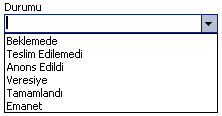 Durumu
Beklemede
Teslim Edilemedi
Anons Edildi
Veresiye
Tamamlandı
Emanet